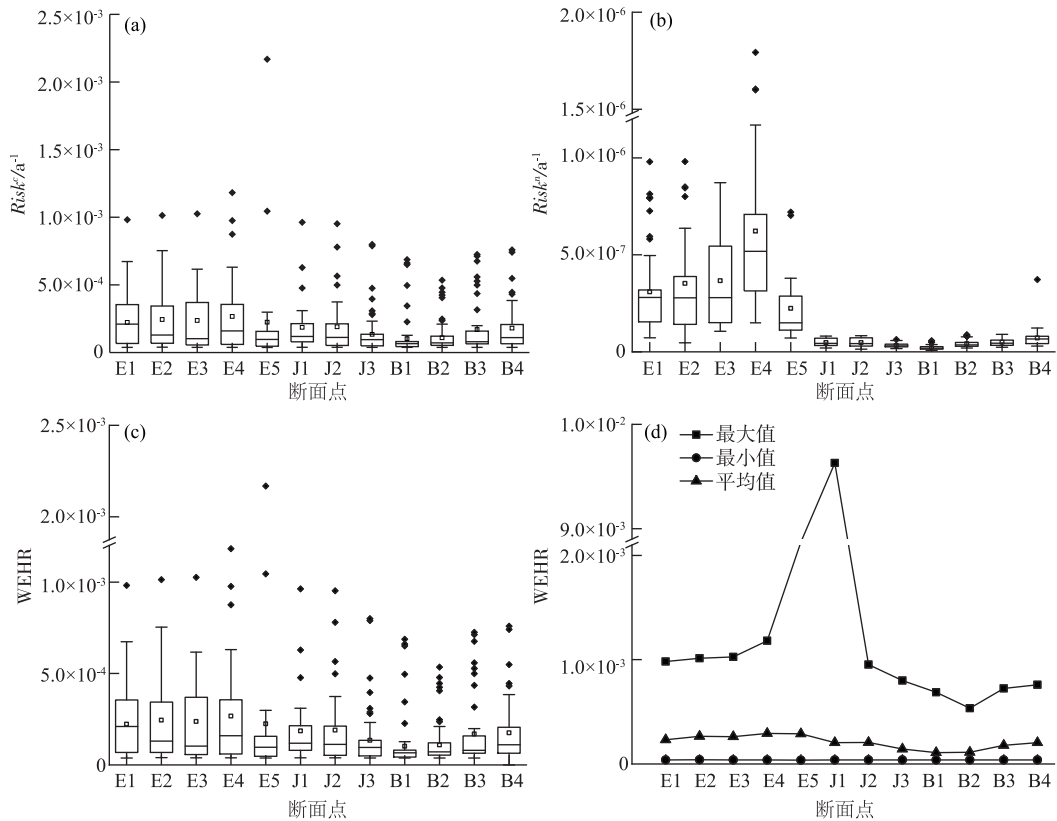 (a)
2.5×10⁻³
2.0×10⁻³
1.5×10⁻³
1.0×10⁻³
5.0×10⁻⁴
0
Riskᶜ/a⁻¹
E1 E2 E3 E4 E5 J1 J2 J3 B1 B2 B3 B4
断面点
(b)
2.0×10⁻⁶
1.5×10⁻⁶
1.0×10⁻⁶
5.0×10⁻⁷
0
Riskⁿ/a⁻¹
E1 E2 E3 E4 E5 J1 J2 J3 B1 B2 B3 B4
断面点
(c)
2.5×10⁻³
2.0×10⁻³
1.0×10⁻³
5.0×10⁻⁴
0
WEHR
E1 E2 E3 E4 E5 J1 J2 J3 B1 B2 B3 B4
断面点
(d)
最大值
最小值
平均值
1.0×10⁻²
9.0×10⁻³
2.0×10⁻³
1.0×10⁻³
0
WEHR
E1 E2 E3 E4 E5 J1 J2 J3 B1 B2 B3 B4
断面点